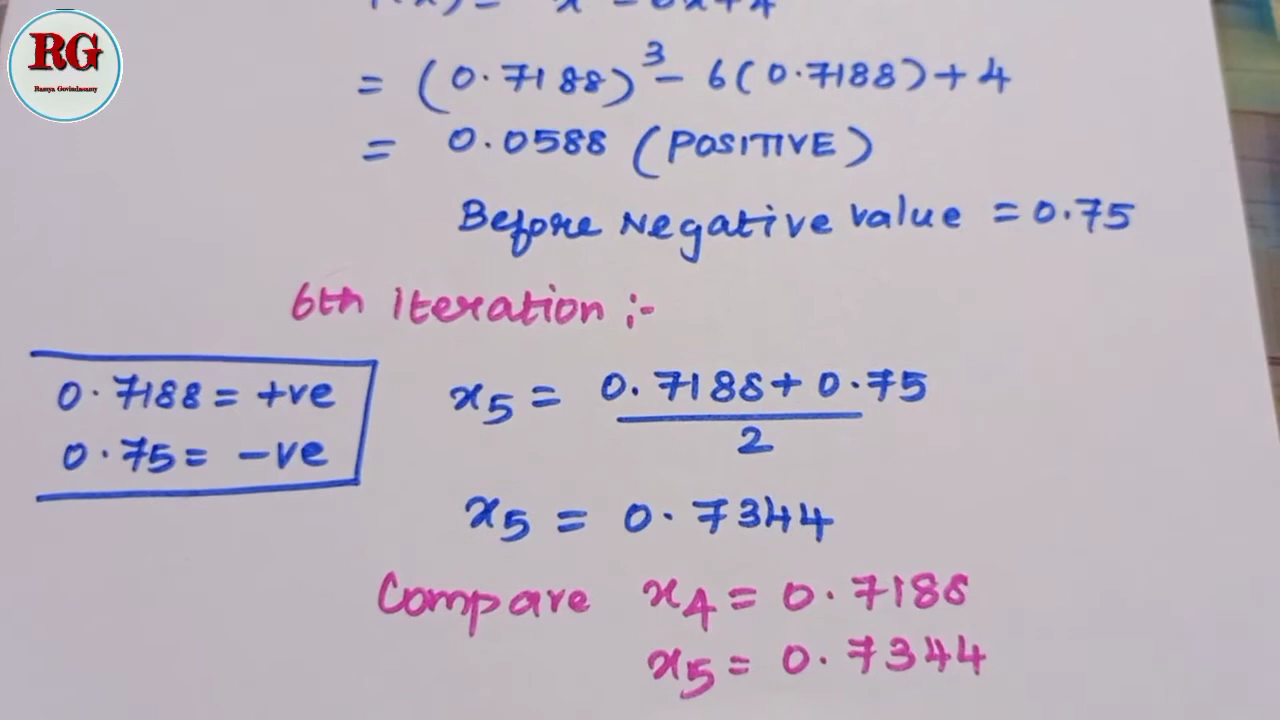 RG
Ramya Govindasamy
= (0.7188)³ - 6(0.7188) + 4
= 0.0588 (POSITIVE)
Before Negative value = 0.75
6th Iteration :-
0.7188 = +ve
0.75 = -ve
x₅ = 0.7188 + 0.75
2
x₅ = 0.7344
Compare x₄ = 0.7188
x₅ = 0.7344